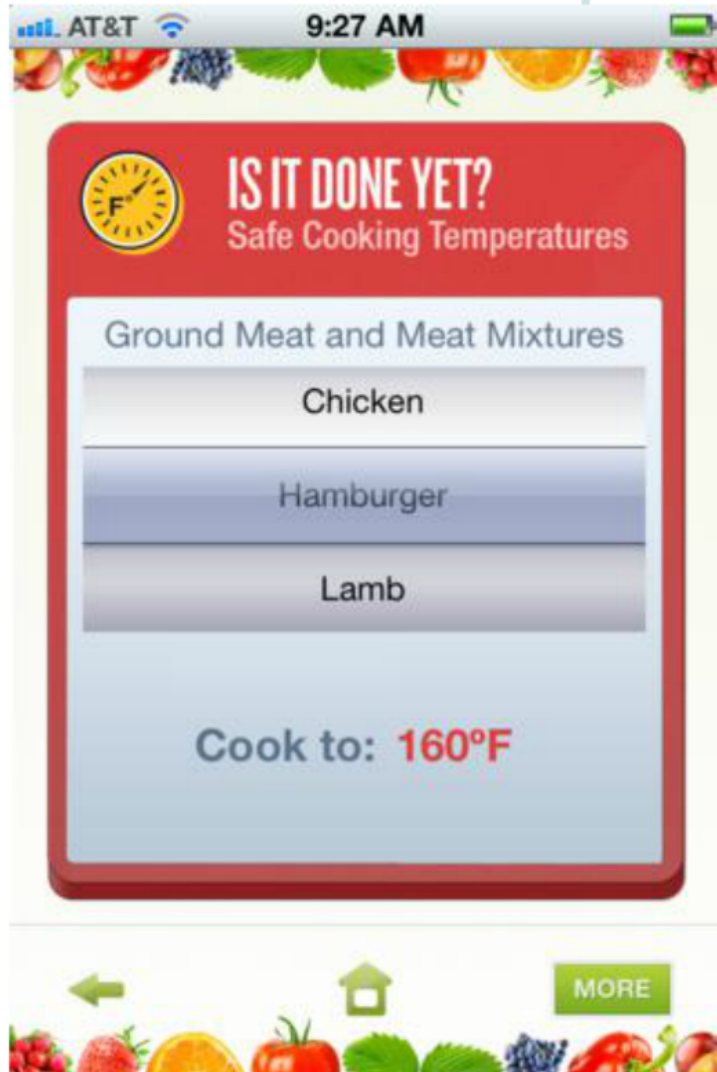 AT&T 9:27 AM
F°
IS IT DONE YET?
Safe Cooking Temperatures
Ground Meat and Meat Mixtures
Chicken
Hamburger
Lamb
Cook to: 160ºF
MORE